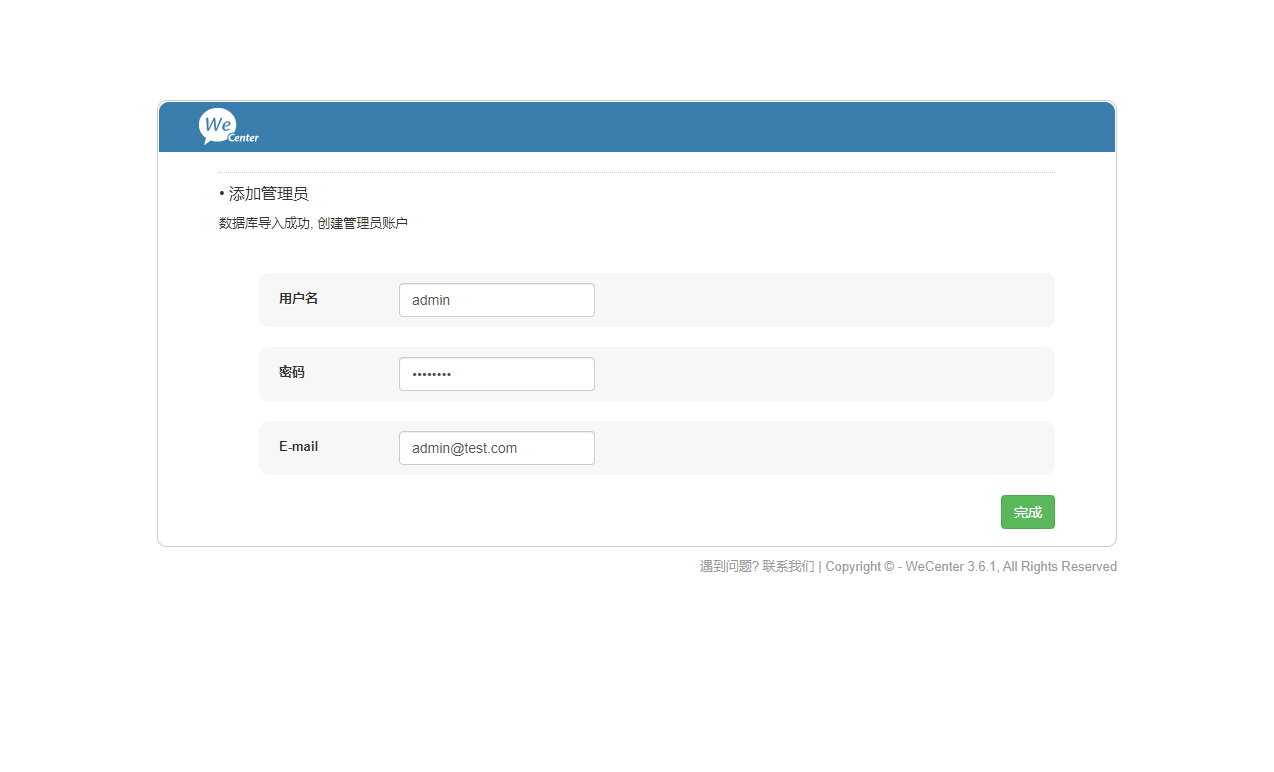 We
Center
• 添加管理员
数据库导入成功, 创建管理员账户
用户名 admin
密码 ••••••••
E-mail admin@test.com
完成
遇到问题? 联系我们 | Copyright © - WeCenter 3.6.1, All Rights Reserved